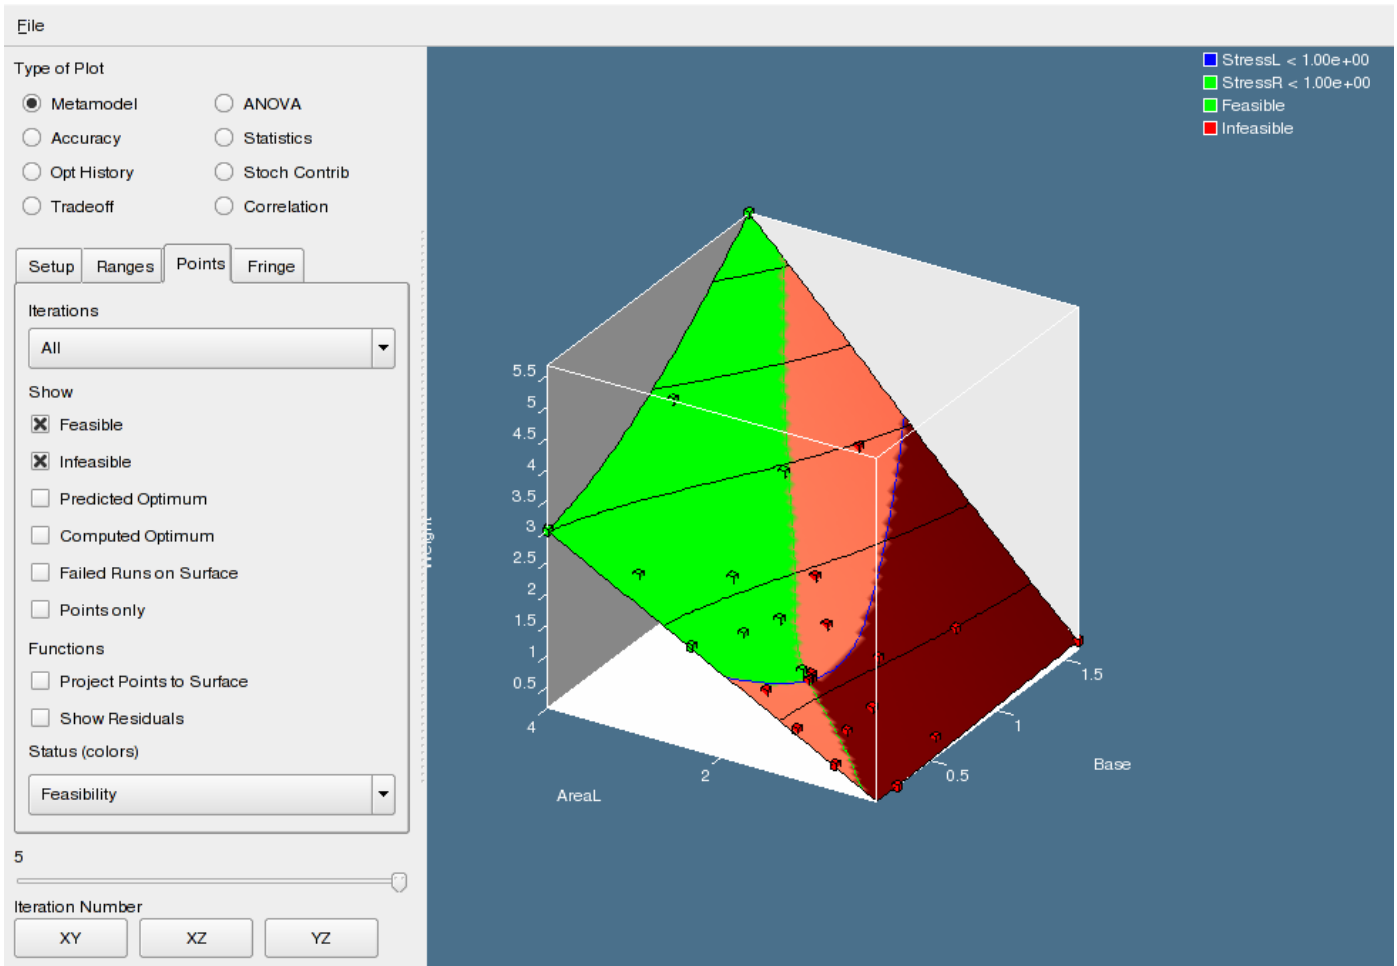 File
Type of Plot
Metamodel
ANOVA
Accuracy
Statistics
Opt History
Stoch Contrib
Tradeoff
Correlation
Setup
Ranges
Points
Fringe
Iterations
All
Show
Feasible
Infeasible
Predicted Optimum
Computed Optimum
Failed Runs on Surface
Points only
Functions
Project Points to Surface
Show Residuals
Status (colors)
Feasibility
5
Iteration Number
XY
XZ
YZ
StressL < 1.00e+00
StressR < 1.00e+00
Feasible
Infeasible
5.5
5
4.5
4
3.5
3
2.5
2
1.5
1
0.5
4
2
AreaL
0.5
1
1.5
Base